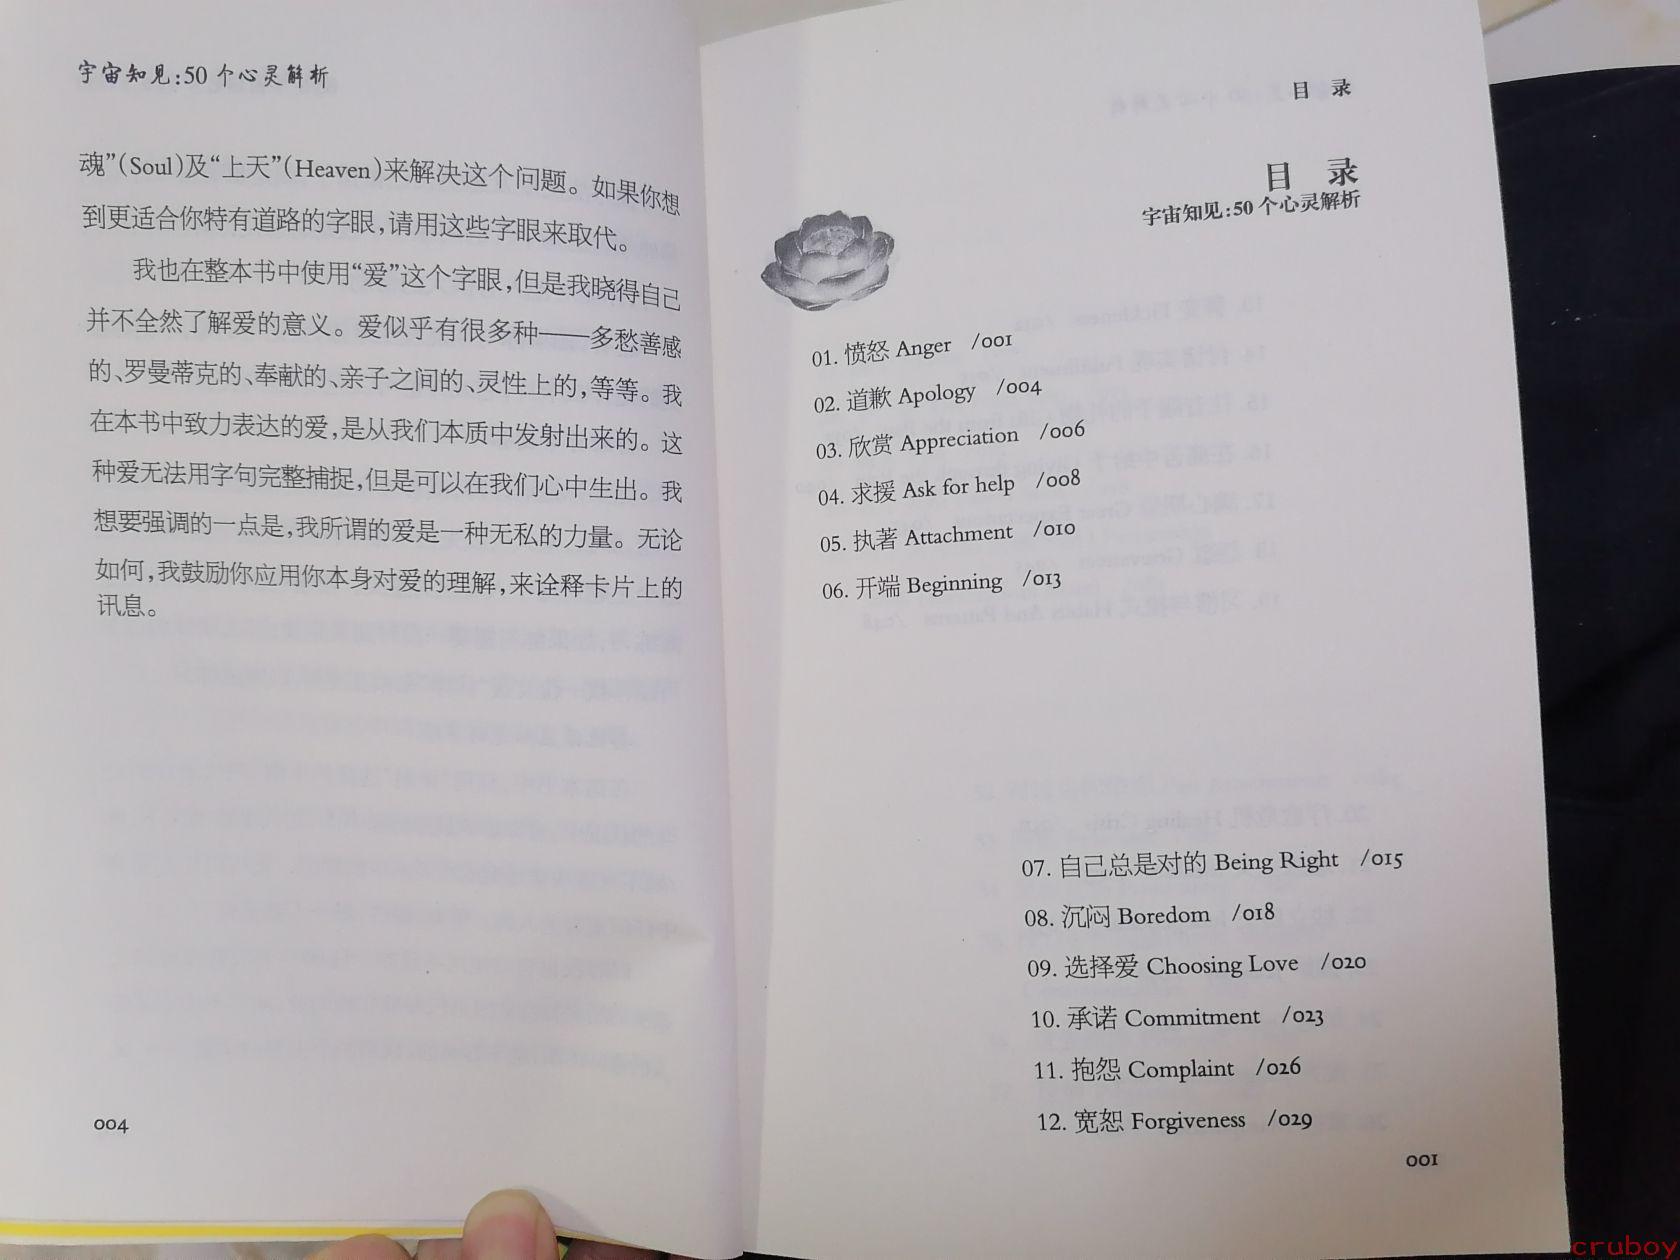 宇宙知见:50个心灵解析
魂”(Soul)及“上天”(Heaven)来解决这个问题。如果你想
到更适合你特有道路的字眼,请用这些字眼来取代。
我也在整本书中使用“爱”这个字眼,但是我晓得自己
并不全然了解爱的意义。爱似乎有很多种——多愁善感
的、罗曼蒂克的、奉献的、亲子之间的、灵性上的,等等。我
在本书中致力表达的爱,是从我们本质中发射出来的。这
种爱无法用字句完整捕捉,但是可以在我们心中生出。我
想要强调的一点是,我所谓的爱是一种无私的力量。无论
如何,我鼓励你应用你本身对爱的理解,来诠释卡片上的
讯息。
004
目 录
目 录
宇宙知见:50个心灵解析
01. 愤怒 Anger /001
02. 道歉 Apology /004
03. 欣赏 Appreciation /006
04. 求援 Ask for help /008
05. 执著 Attachment /010
06. 开端 Beginning /013
07. 自己总是对的 Being Right /015
08. 沉闷 Boredom /018
09. 选择爱 Choosing Love /020
10. 承诺 Commitment /023
11. 抱怨 Complaint /026
12. 宽恕 Forgiveness /029
001
cruboy